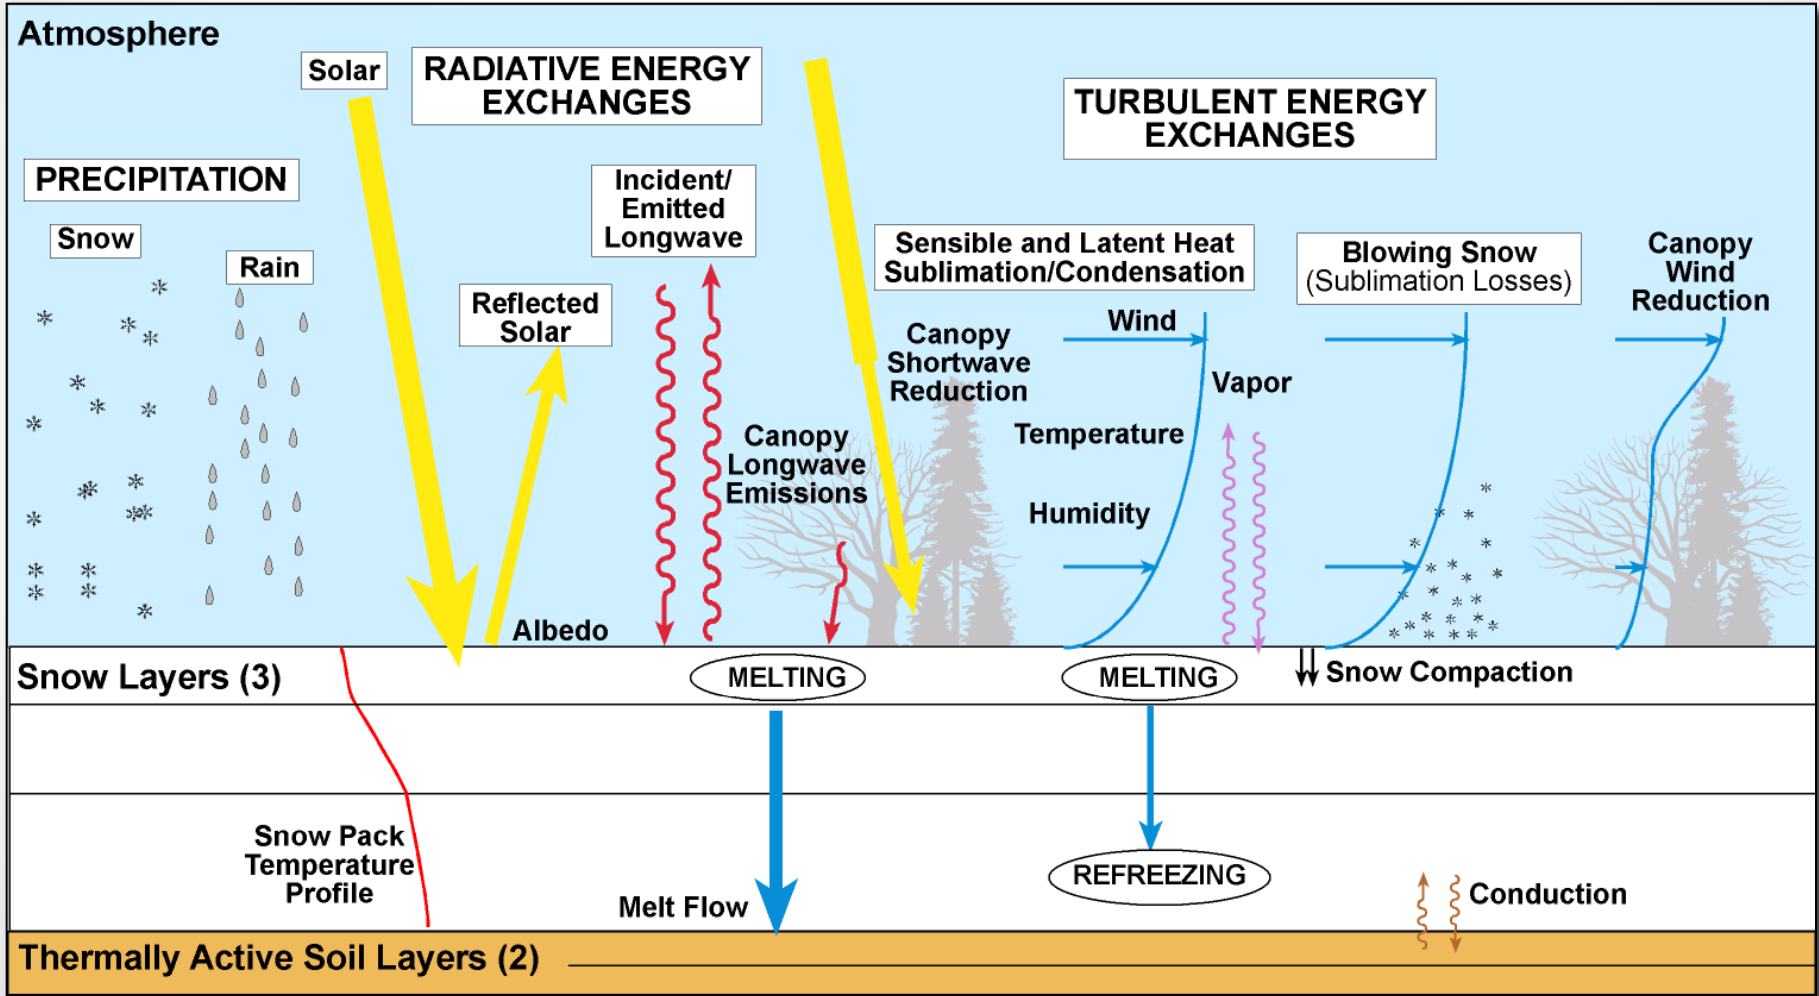 Atmosphere
Solar
RADIATIVE ENERGY
EXCHANGES
TURBULENT ENERGY
EXCHANGES
PRECIPITATION
Snow
Rain
Incident/
Emitted
Longwave
Reflected
Solar
Sensible and Latent Heat
Sublimation/Condensation
Blowing Snow
(Sublimation Losses)
Canopy
Wind
Reduction
Canopy
Shortwave
Reduction
Wind
Vapor
Temperature
Humidity
Canopy
Longwave
Emissions
Albedo
Snow Layers (3)
MELTING
MELTING
Snow Compaction
Snow Pack
Temperature
Profile
Melt Flow
REFREEZING
Conduction
Thermally Active Soil Layers (2)